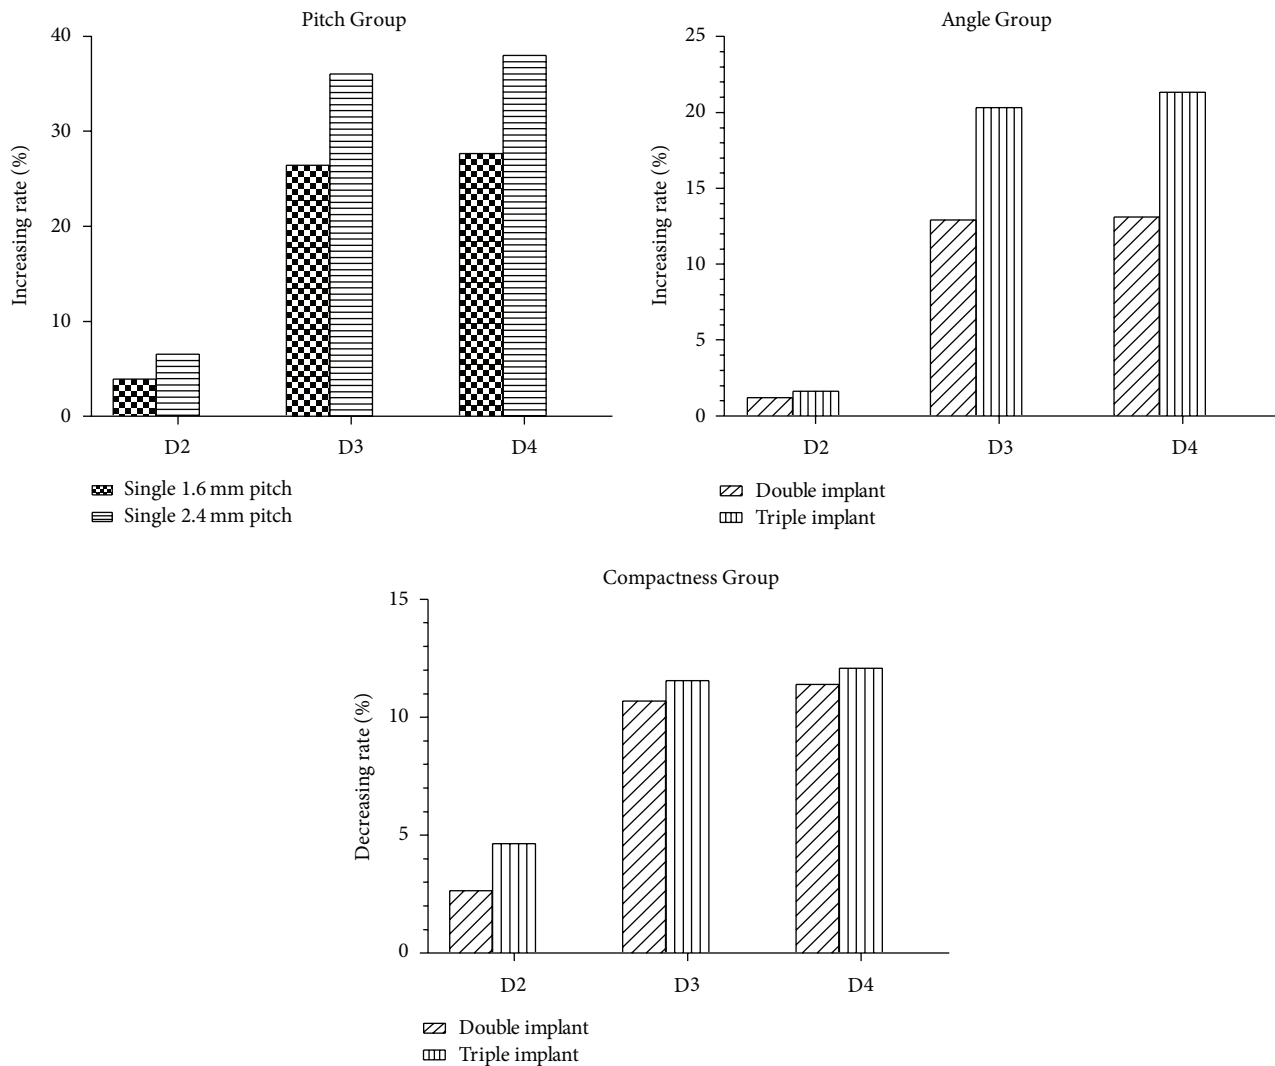 Pitch Group
40
30
20
10
0
Increasing rate (%)
D2
D3
D4
Single 1.6 mm pitch
Single 2.4 mm pitch
Angle Group
25
20
15
10
5
0
Increasing rate (%)
D2
D3
D4
Double implant
Triple implant
Compactness Group
15
10
5
0
Decreasing rate (%)
D2
D3
D4
Double implant
Triple implant